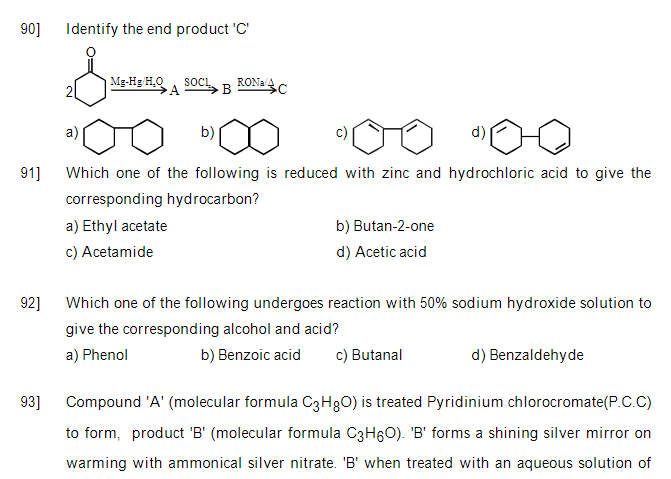 90] Identify the end product 'C'
O
2 Mg-Hg/H₂O A SOCl₂ B RONa/Δ C
a) b) c) d)
91] Which one of the following is reduced with zinc and hydrochloric acid to give the
corresponding hydrocarbon?
a) Ethyl acetate b) Butan-2-one
c) Acetamide d) Acetic acid
92] Which one of the following undergoes reaction with 50% sodium hydroxide solution to
give the corresponding alcohol and acid?
a) Phenol b) Benzoic acid c) Butanal d) Benzaldehyde
93] Compound 'A' (molecular formula C₃H₈O) is treated Pyridinium chlorocromate(P.C.C)
to form, product 'B' (molecular formula C₃H₆O). 'B' forms a shining silver mirror on
warming with ammonical silver nitrate. 'B' when treated with an aqueous solution of